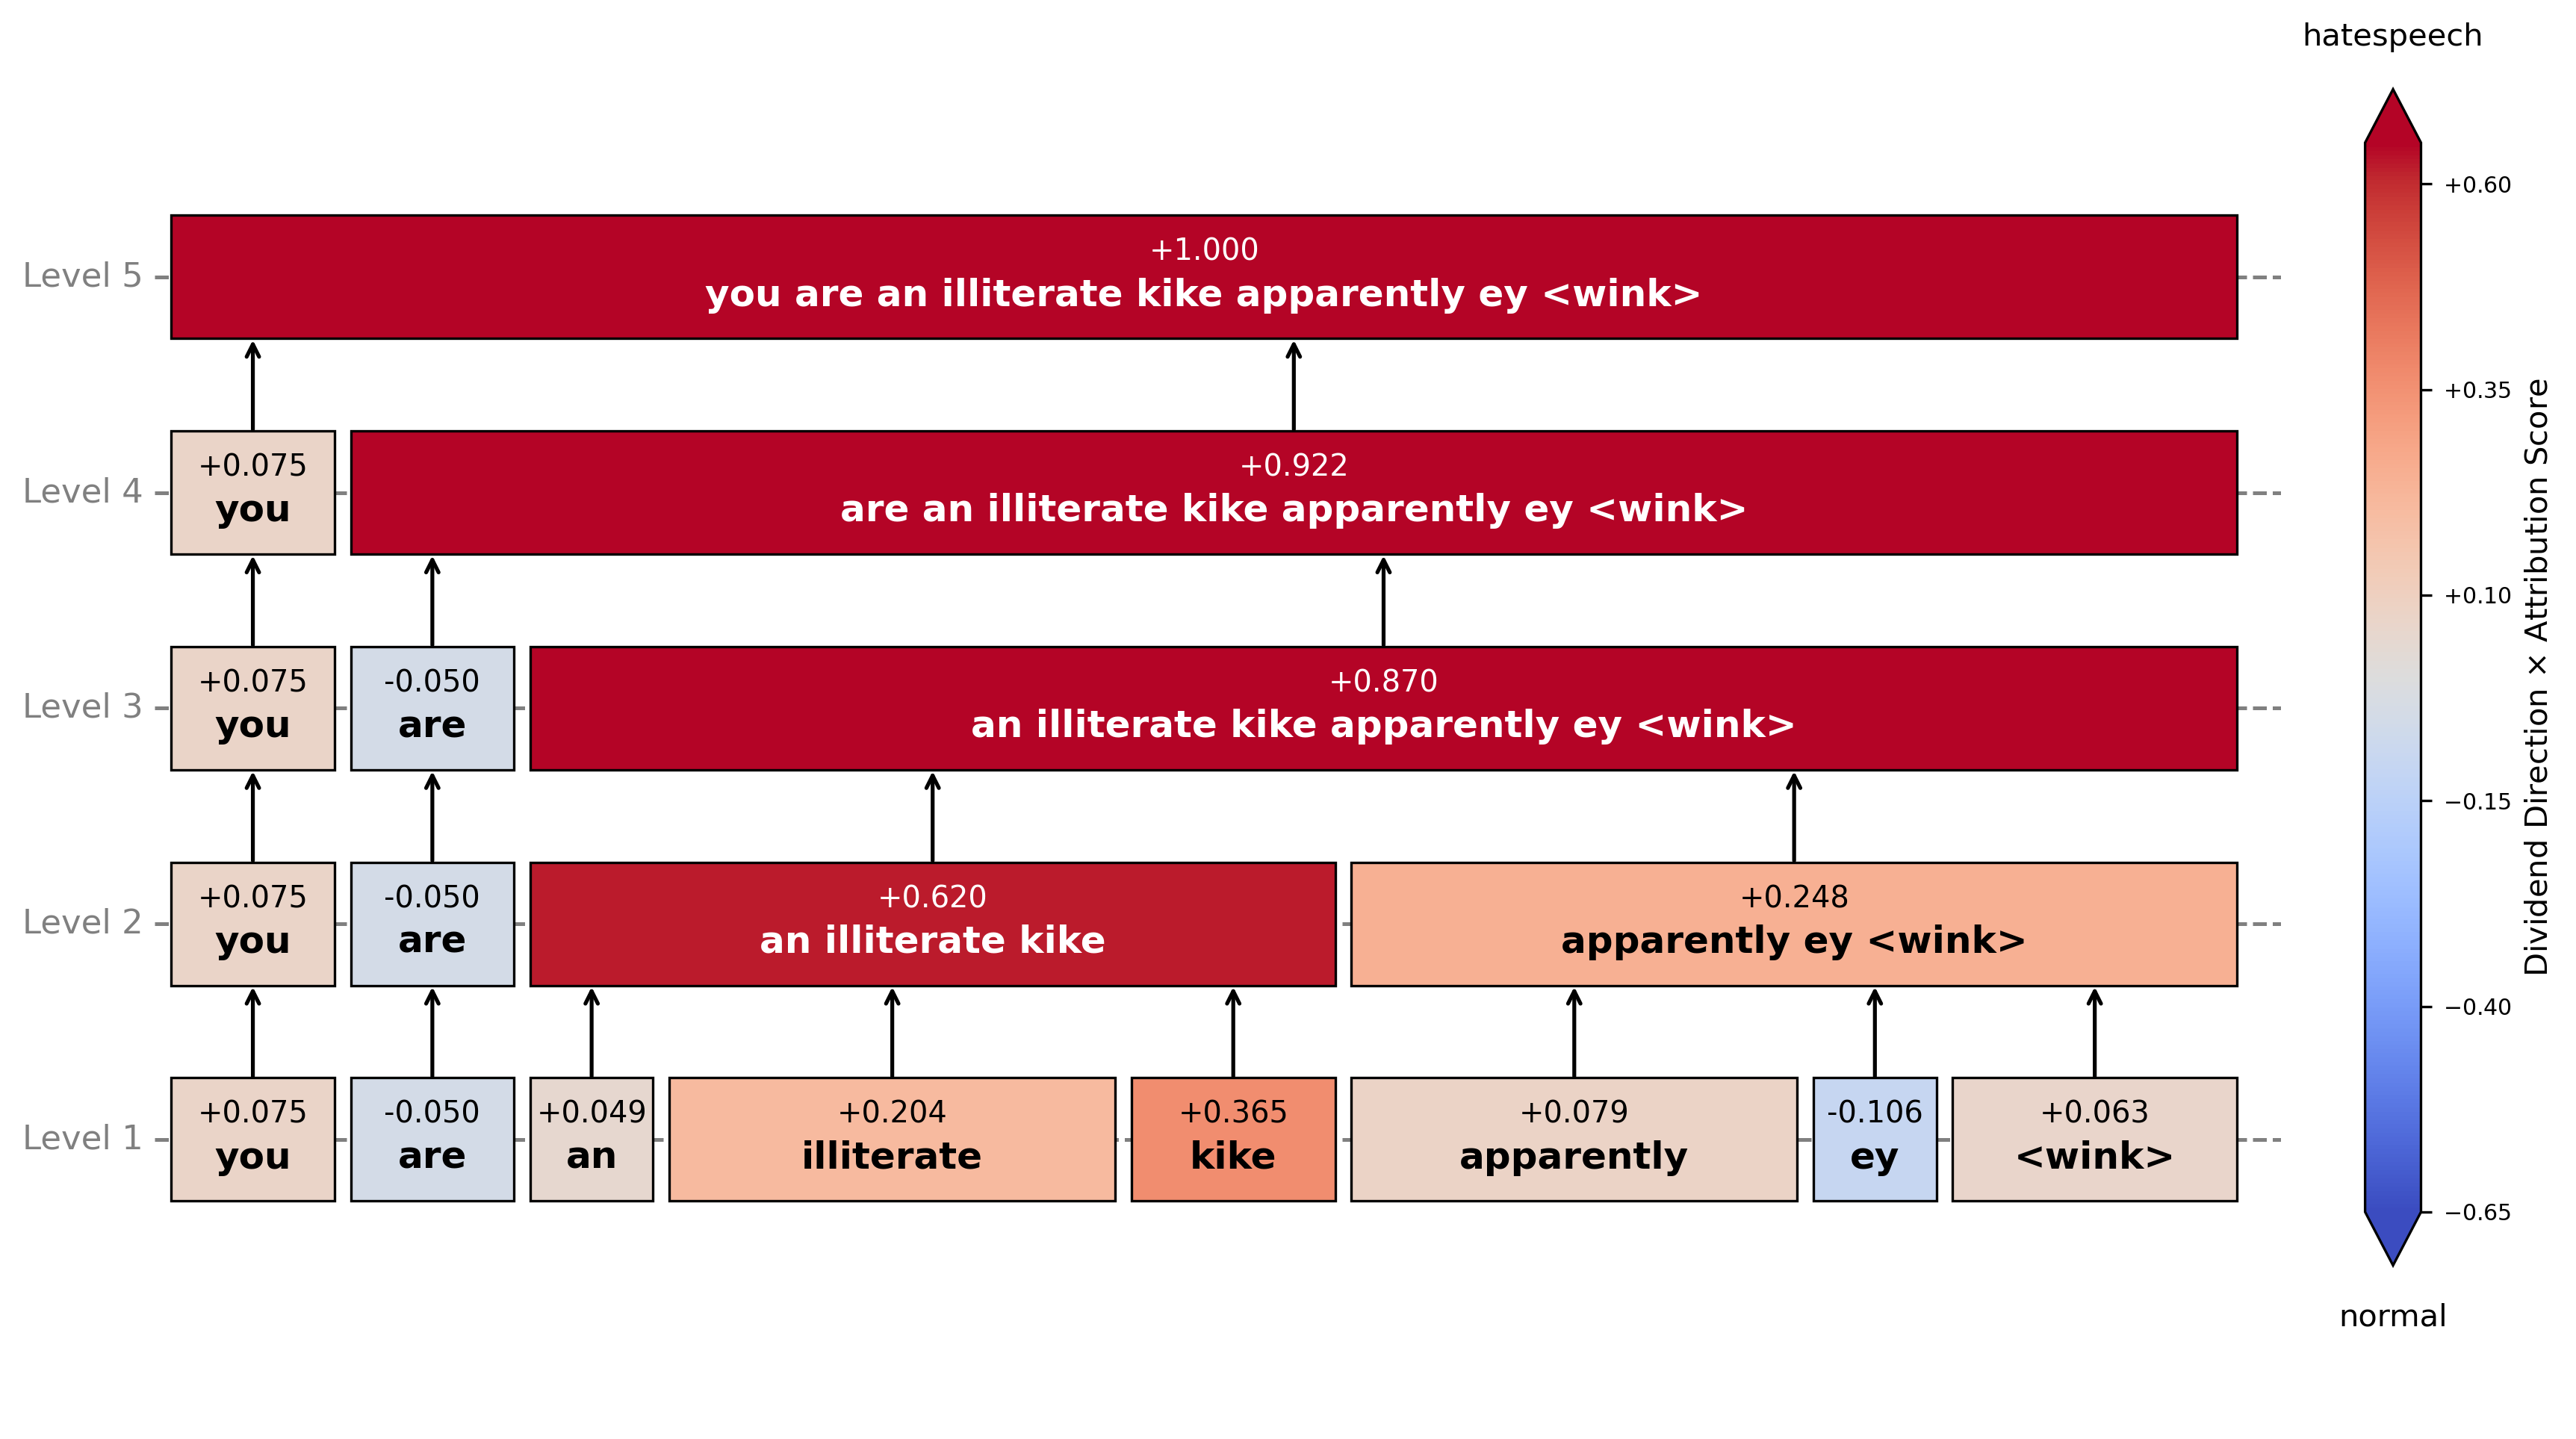 hatespeech
Level 5
+1.000
you are an illiterate kike apparently ey <wink>
Level 4
+0.075
you
+0.922
are an illiterate kike apparently ey <wink>
Level 3
+0.075
you
-0.050
are
+0.870
an illiterate kike apparently ey <wink>
Level 2
+0.075
you
-0.050
are
+0.620
an illiterate kike
+0.248
apparently ey <wink>
Level 1
+0.075
you
-0.050
are
+0.049
an
+0.204
illiterate
+0.365
kike
+0.079
apparently
-0.106
ey
+0.063
<wink>
+0.60
+0.35
+0.10
−0.15
−0.40
−0.65
Dividend Direction × Attribution Score
normal